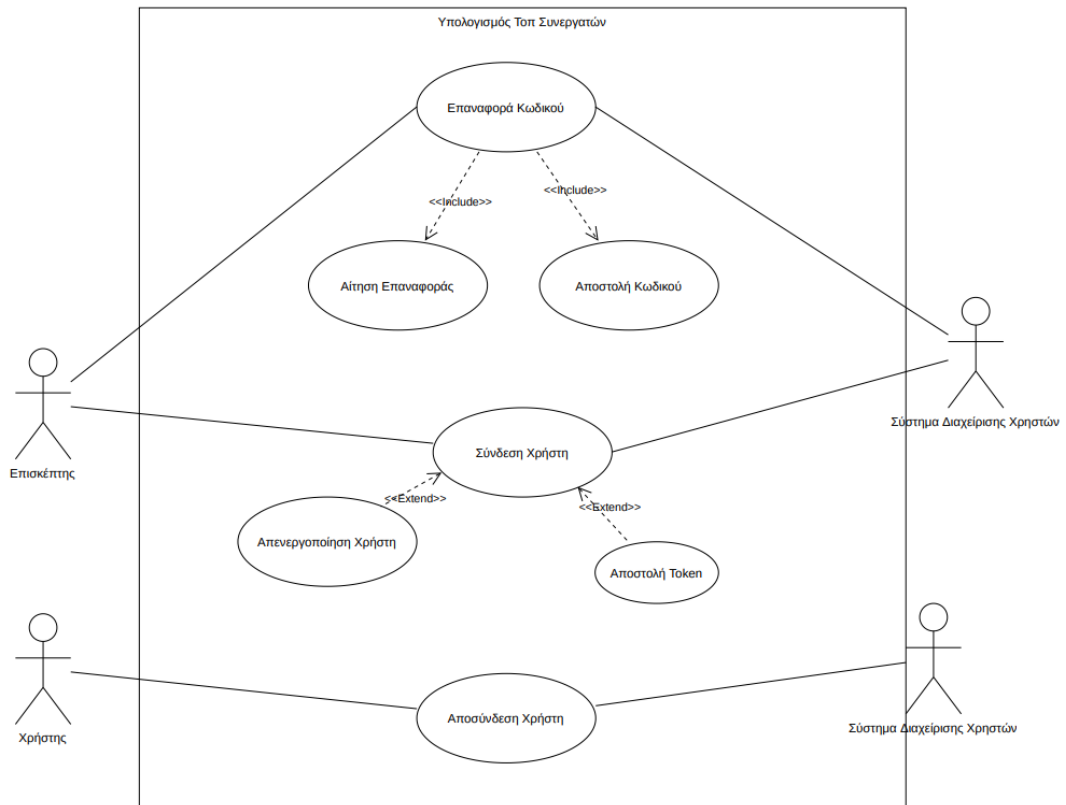 Υπολογισμός Τοπ Συνεργατών
Επαναφορά Κωδικού
<<Include>>
<<Include>>
Αίτηση Επαναφοράς
Αποστολή Κωδικού
Σύστημα Διαχείρισης Χρηστών
Σύνδεση Χρήστη
Επισκέπτης
<<Extend>>
<<Extend>>
Απενεργοποίηση Χρήστη
Αποστολή Token
Αποσύνδεση Χρήστη
Χρήστης
Σύστημα Διαχείρισης Χρηστών